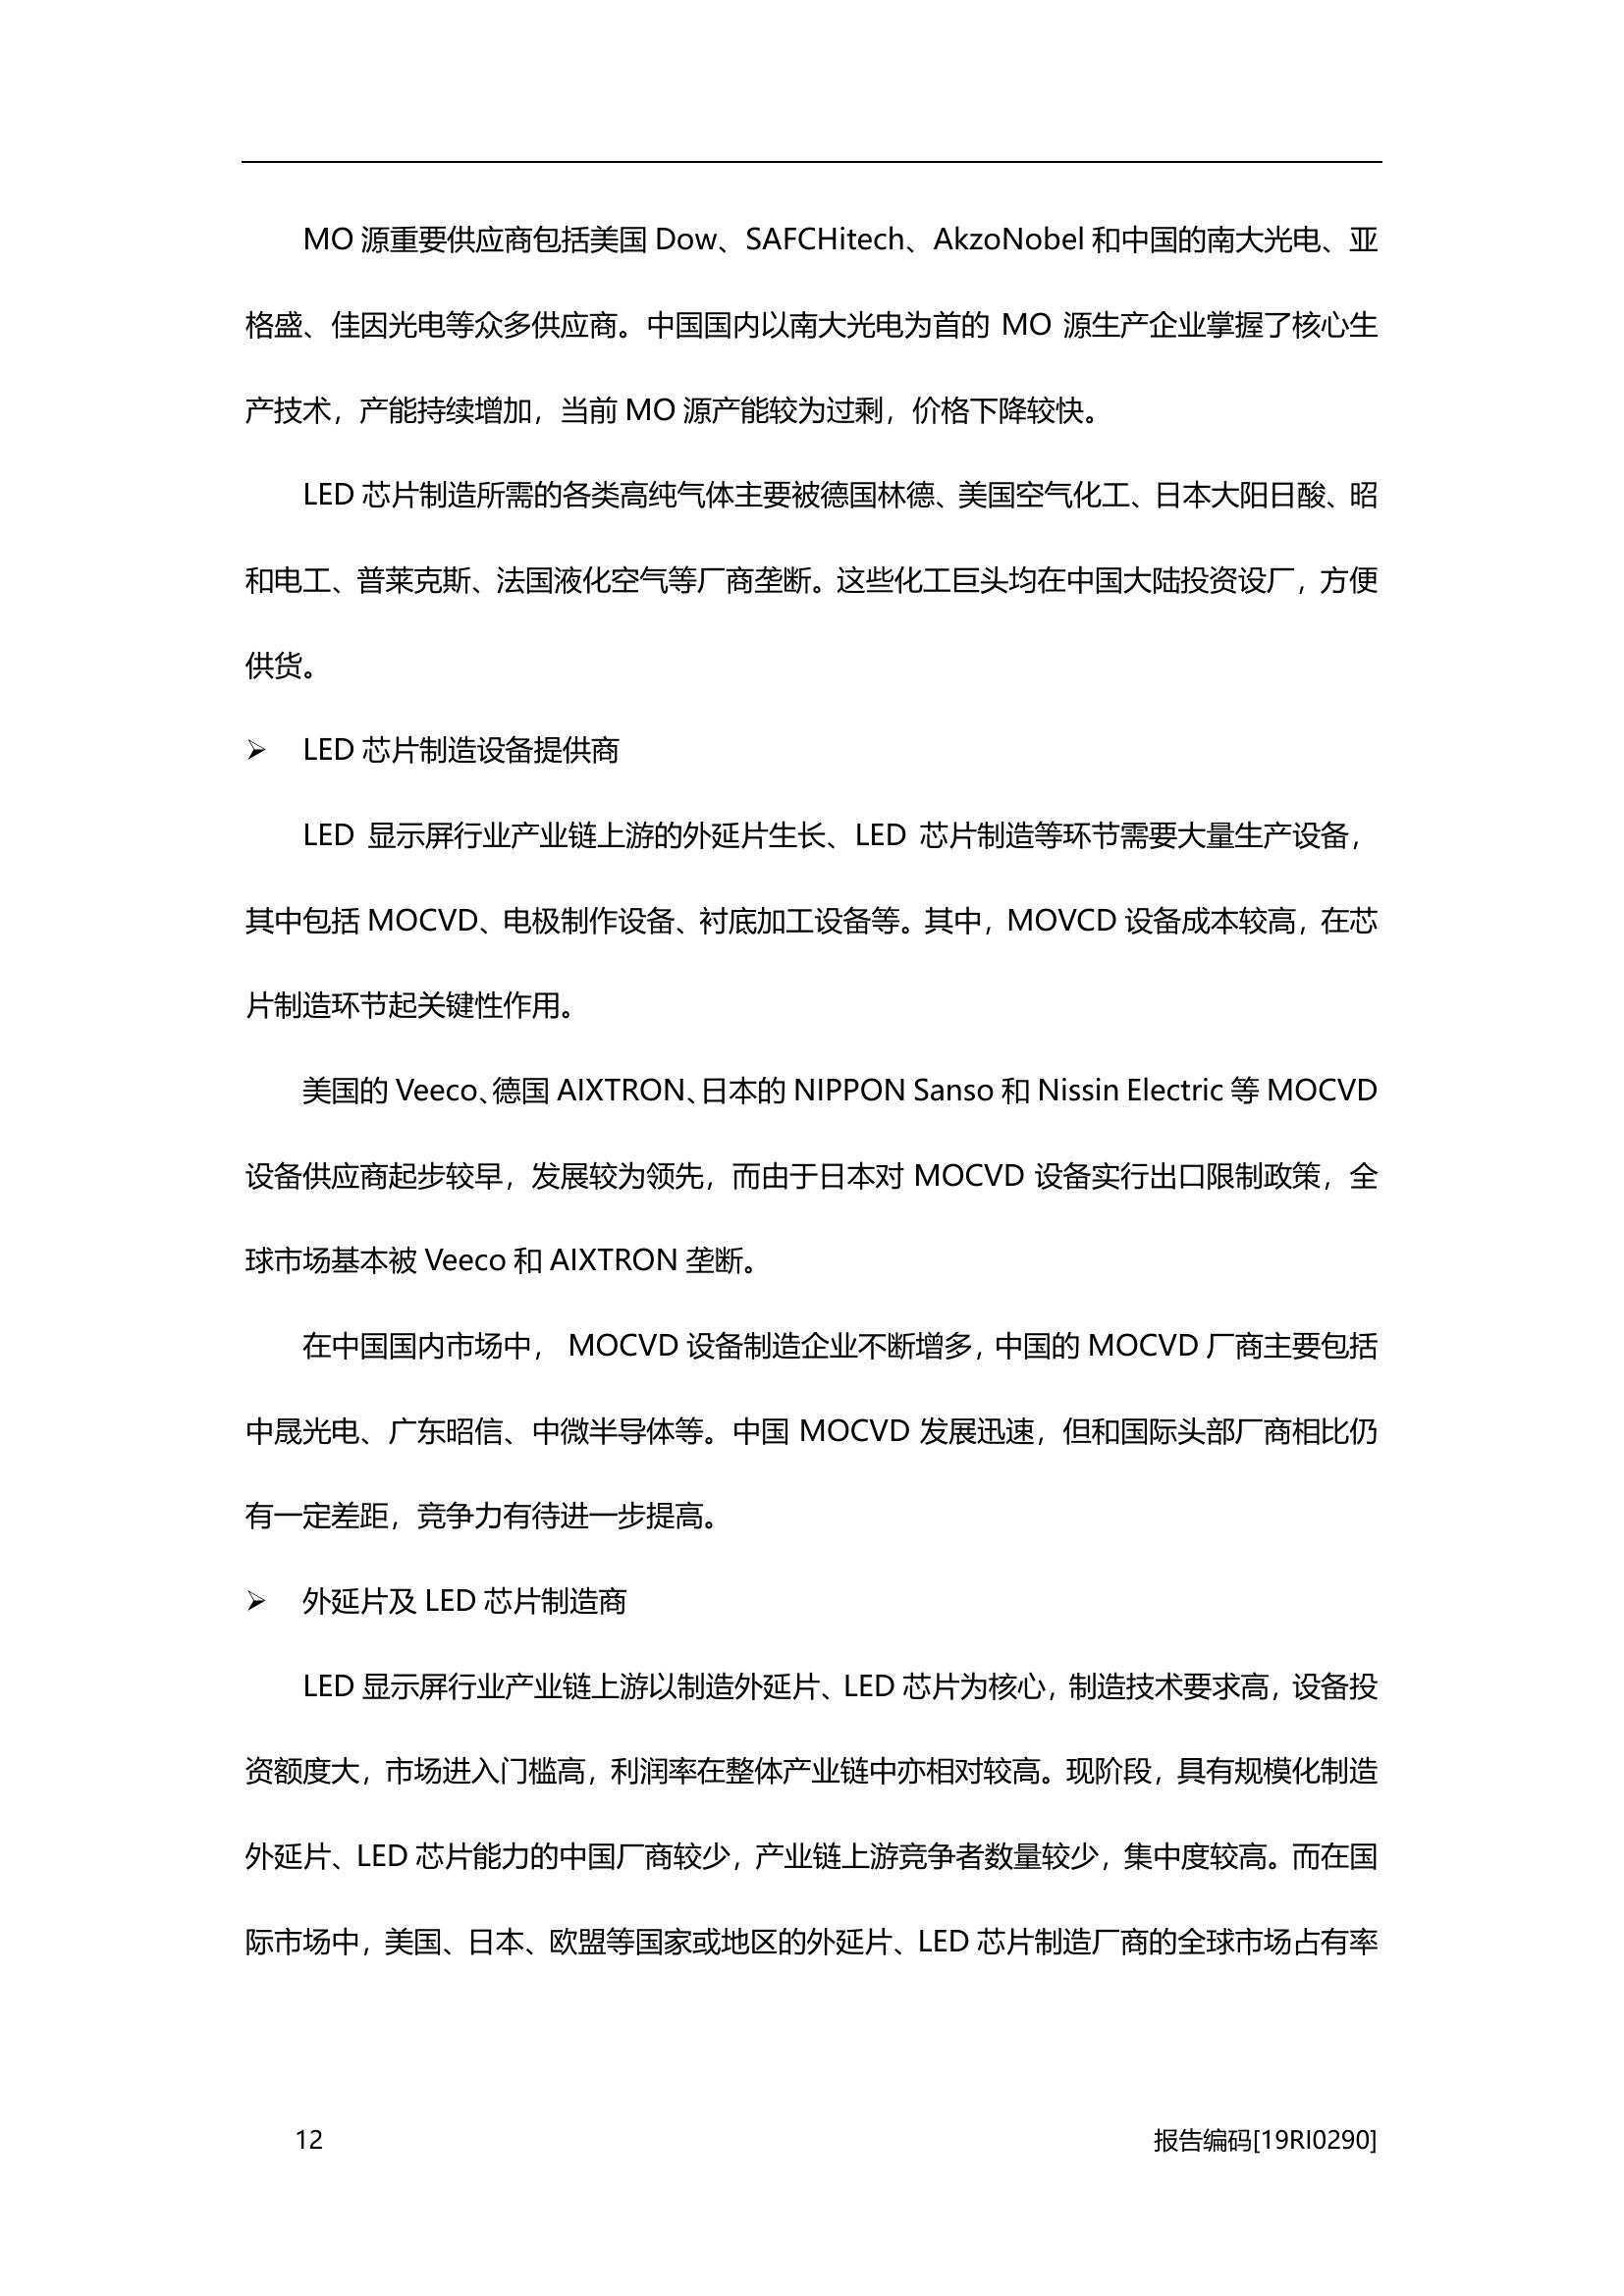 MO 源重要供应商包括美国 Dow、SAFCHitech、AkzoNobel 和中国的南大光电、亚
格盛、佳因光电等众多供应商。中国国内以南大光电为首的 MO 源生产企业掌握了核心生
产技术，产能持续增加，当前 MO 源产能较为过剩，价格下降较快。
LED 芯片制造所需的各类高纯气体主要被德国林德、美国空气化工、日本大阳日酸、昭
和电工、普莱克斯、法国液化空气等厂商垄断。这些化工巨头均在中国大陆投资设厂，方便
供货。
➢ LED 芯片制造设备提供商
LED 显示屏行业产业链上游的外延片生长、LED 芯片制造等环节需要大量生产设备，
其中包括 MOCVD、电极制作设备、衬底加工设备等。其中，MOVCD 设备成本较高，在芯
片制造环节起关键性作用。
美国的 Veeco、德国 AIXTRON、日本的 NIPPON Sanso 和 Nissin Electric 等 MOCVD
设备供应商起步较早，发展较为领先，而由于日本对 MOCVD 设备实行出口限制政策，全
球市场基本被 Veeco 和 AIXTRON 垄断。
在中国国内市场中， MOCVD 设备制造企业不断增多，中国的 MOCVD 厂商主要包括
中晟光电、广东昭信、中微半导体等。中国 MOCVD 发展迅速，但和国际头部厂商相比仍
有一定差距，竞争力有待进一步提高。
➢ 外延片及 LED 芯片制造商
LED 显示屏行业产业链上游以制造外延片、LED 芯片为核心，制造技术要求高，设备投
资额度大，市场进入门槛高，利润率在整体产业链中亦相对较高。现阶段，具有规模化制造
外延片、LED 芯片能力的中国厂商较少，产业链上游竞争者数量较少，集中度较高。而在国
际市场中，美国、日本、欧盟等国家或地区的外延片、LED 芯片制造厂商的全球市场占有率
12 报告编码[19RI0290]